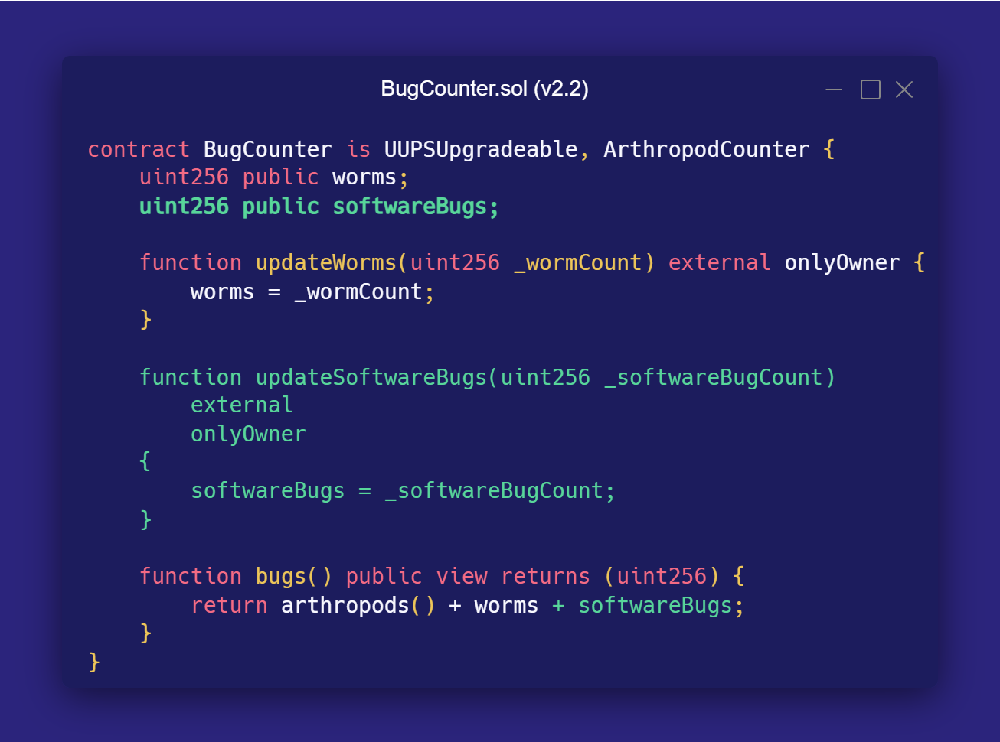 BugCounter.sol (v2.2)
contract BugCounter is UUPSUpgradeable, ArthropodCounter {
    uint256 public worms;
    uint256 public softwareBugs;

    function updateWorms(uint256 _wormCount) external onlyOwner {
        worms = _wormCount;
    }

    function updateSoftwareBugs(uint256 _softwareBugCount)
        external
        onlyOwner
    {
        softwareBugs = _softwareBugCount;
    }

    function bugs() public view returns (uint256) {
        return arthropods() + worms + softwareBugs;
    }
}